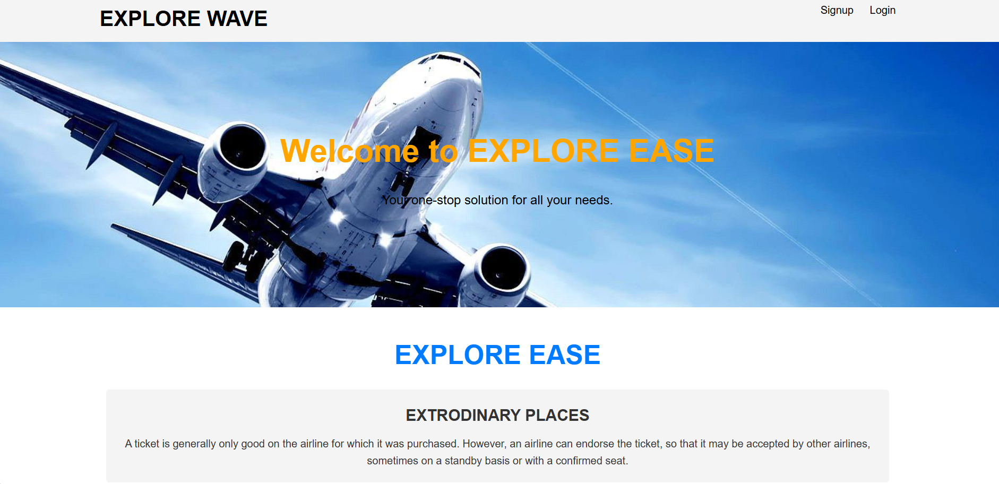 EXPLORE WAVE
Signup Login
Welcome to EXPLORE EASE
Your one-stop solution for all your needs.
EXPLORE EASE
EXTRODINARY PLACES
A ticket is generally only good on the airline for which it was purchased. However, an airline can endorse the ticket, so that it may be accepted by other airlines,
sometimes on a standby basis or with a confirmed seat.